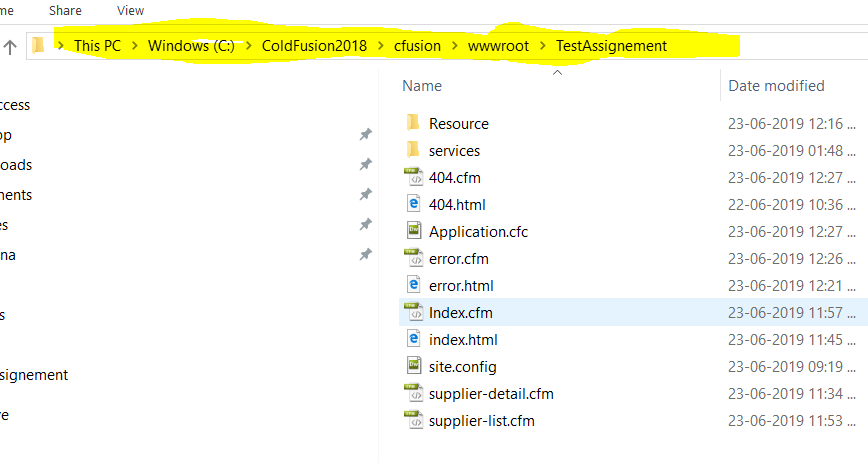 me Share View
This PC > Windows (C:) > ColdFusion2018 > cfusion > wwwroot > TestAssignement
Name Date modified
ccess
op
oads
ments
es
na
s
ssignement
ve
Resource 23-06-2019 12:16 ...
services 23-06-2019 01:48 ...
404.cfm 23-06-2019 12:27 ...
404.html 22-06-2019 10:36 ...
Application.cfc 23-06-2019 12:27 ...
error.cfm 23-06-2019 12:26 ...
error.html 23-06-2019 12:21 ...
Index.cfm 23-06-2019 11:57 ...
index.html 23-06-2019 11:45 ...
site.config 23-06-2019 09:19 ...
supplier-detail.cfm 23-06-2019 11:34 ...
supplier-list.cfm 23-06-2019 11:53 ...